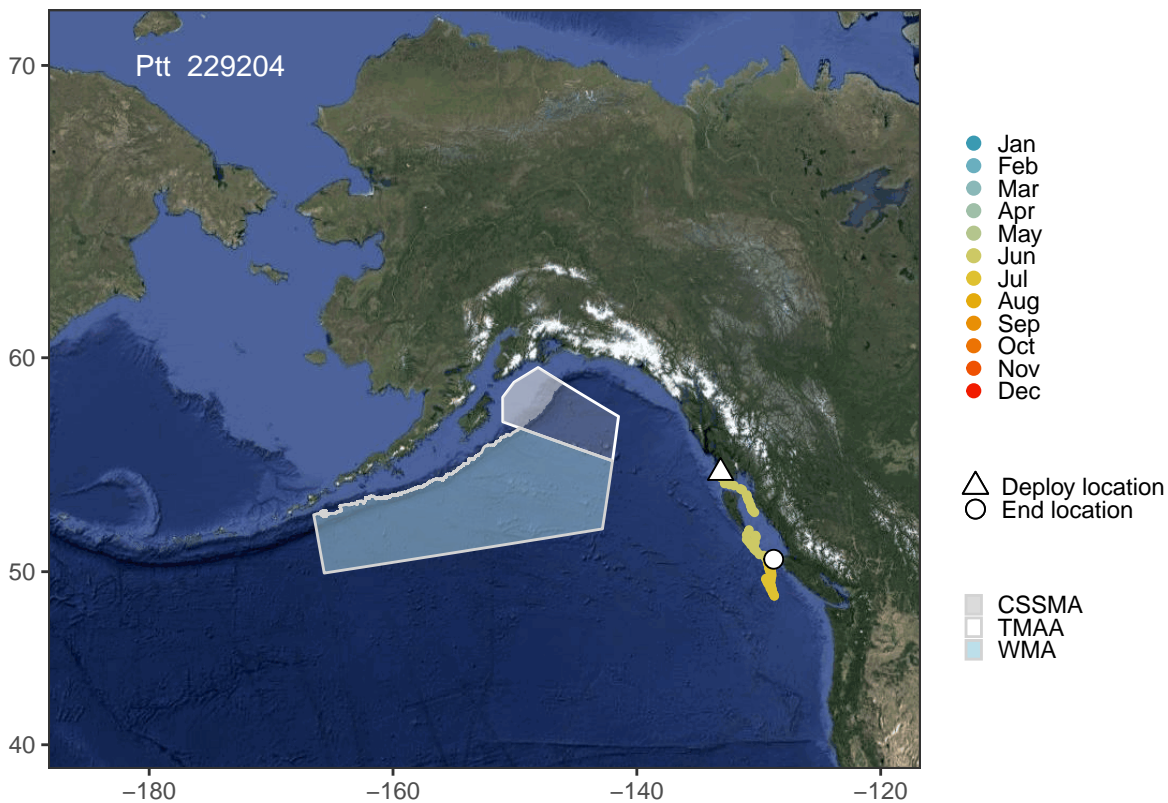 Ptt 229204
70
60
50
40
−180
−160
−140
−120
Jan
Feb
Mar
Apr
May
Jun
Jul
Aug
Sep
Oct
Nov
Dec
Deploy location
End location
CSSMA
TMAA
WMA